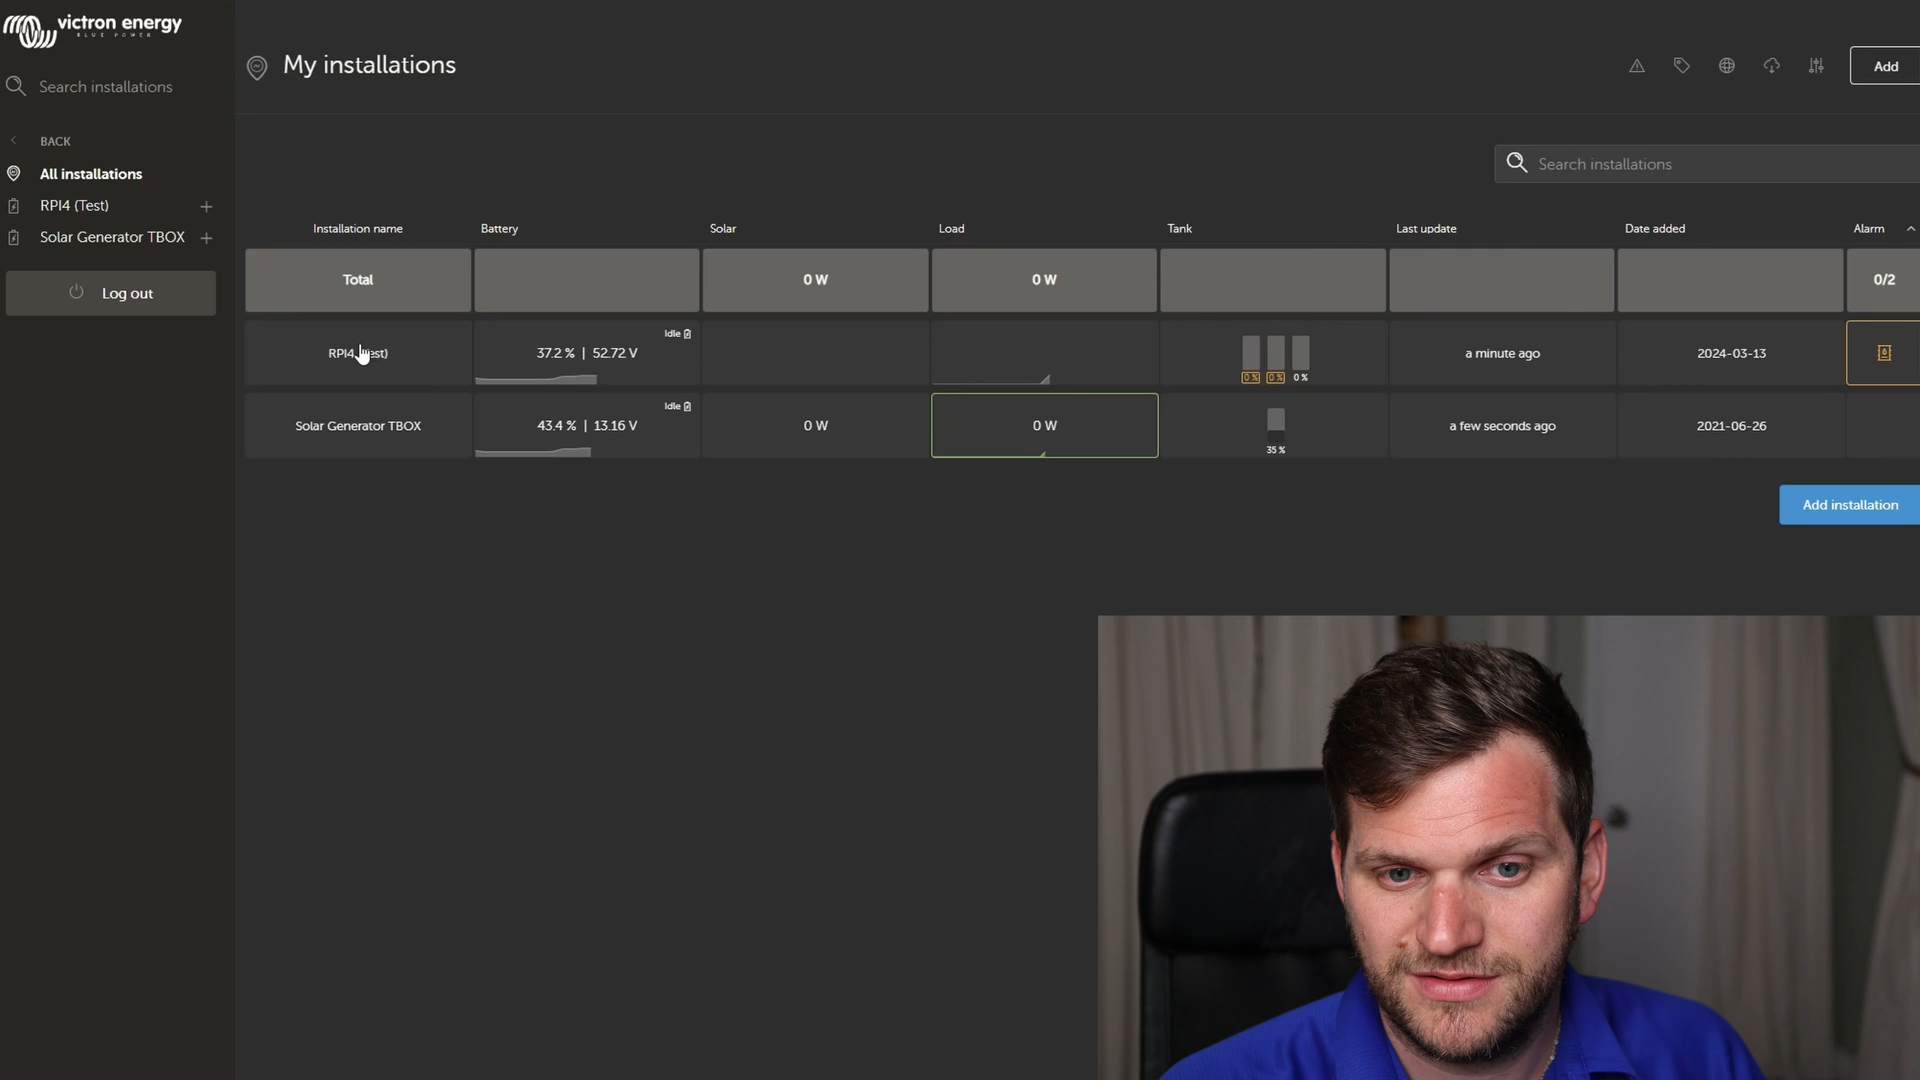 victron energy
BLUE POWER
Search installations
BACK
All installations
RPI4 (Test)
Solar Generator TBOX
Log out
My installations
Add
Search installations
Installation name Battery Solar Load Tank Last update Date added Alarm
Total 0 W 0 W 0/2
Idle
RPI4 est) 37.2 % | 52.72 V a minute ago 2024-03-13
0 % 0 % 0 %
Idle
Solar Generator TBOX 43.4 % | 13.16 V 0 W 0 W a few seconds ago 2021-06-26
35 %
Add installation